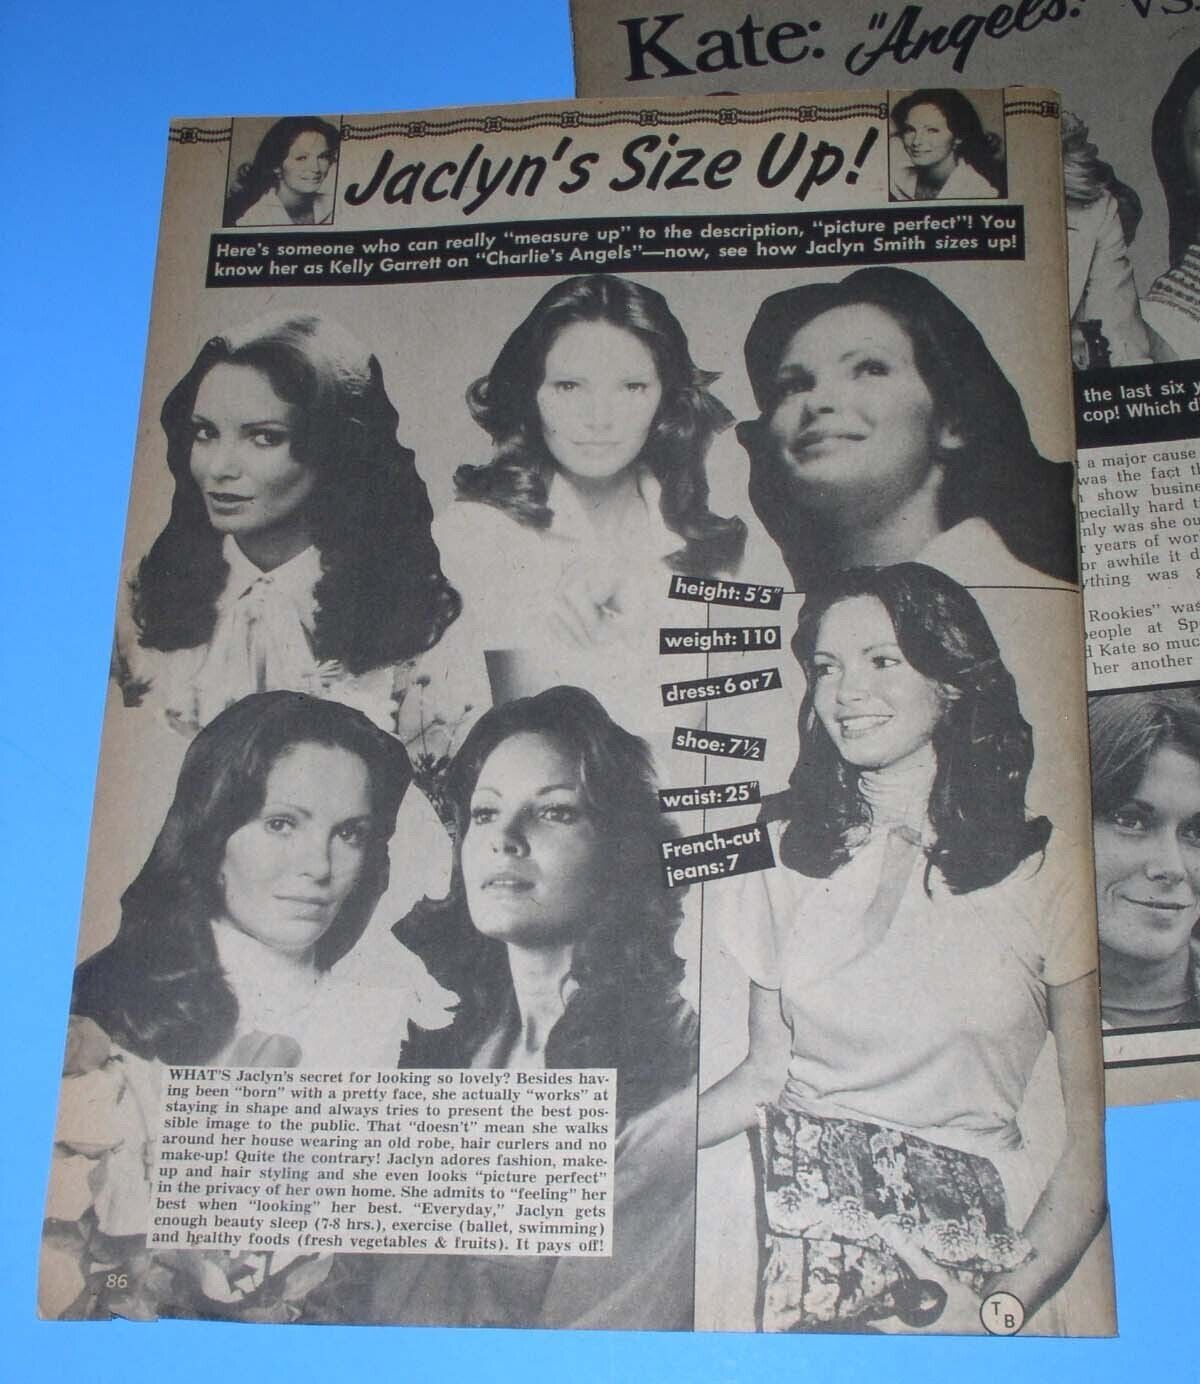 Kate: "Angels!" vs.
Jaclyn's Size Up!
Here's someone who can really "measure up" to the description, "picture perfect"! You
know her as Kelly Garrett on "Charlie's Angels"—now, see how Jaclyn Smith sizes up!
height: 5'5"
weight: 110
dress: 6 or 7
shoe: 7½
waist: 25"
French-cut
jeans: 7
WHAT'S Jaclyn's secret for looking so lovely? Besides hav-
ing been "born" with a pretty face, she actually "works" at
staying in shape and always tries to present the best pos-
sible image to the public. That "doesn't" mean she walks
around her house wearing an old robe, hair curlers and no
make-up! Quite the contrary! Jaclyn adores fashion, make-
up and hair styling and she even looks "picture perfect"
in the privacy of her own home. She admits to "feeling" her
best when "looking" her best. "Everyday," Jaclyn gets
enough beauty sleep (7-8 hrs.), exercise (ballet, swimming)
and healthy foods (fresh vegetables & fruits). It pays off!
86
T
B
the last six
cop! Which
a major cause
was the fact
show
hard
was she
years of
awhile it
was
Rookies" was
people at
Kate so
her another